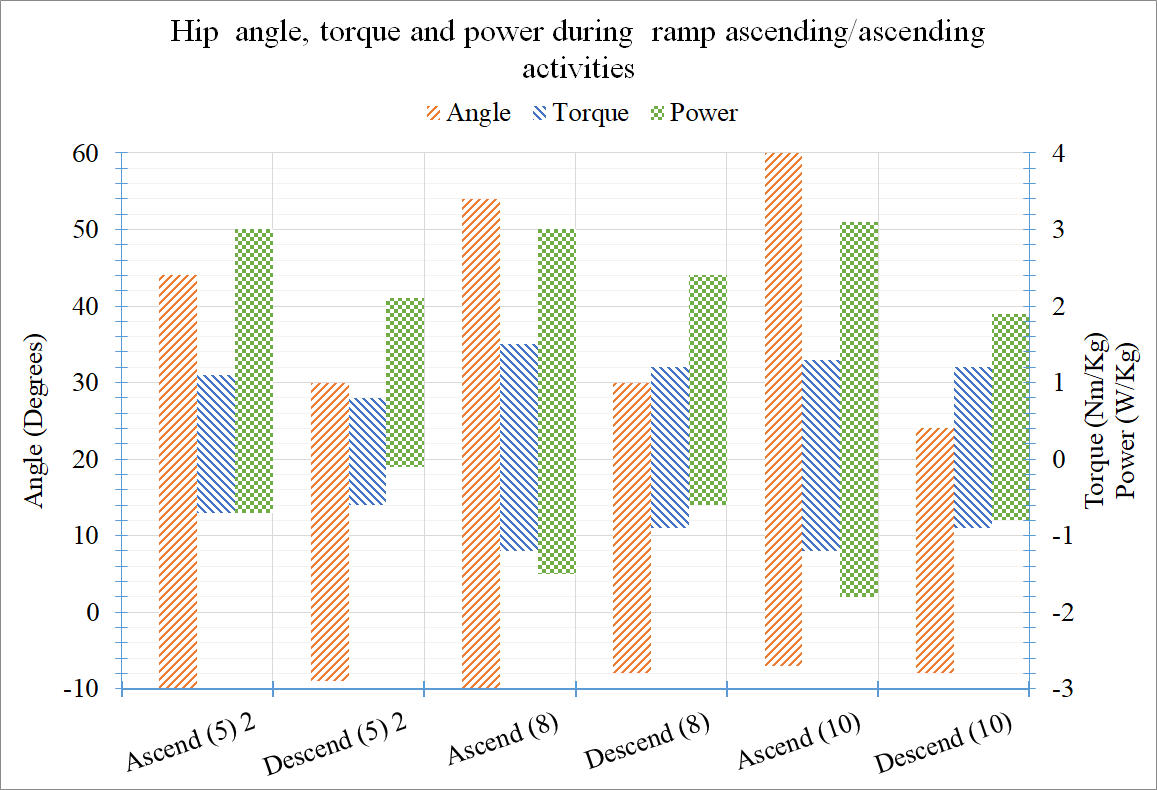 Hip angle, torque and power during ramp ascending/ascending
activities
Angle Torque Power
60
50
40
30
20
10
0
-10
Angle (Degrees)
4
3
2
1
0
-1
-2
-3
Torque (Nm/Kg)
Power (W/Kg)
Ascend (5) 2
Descend (5) 2
Ascend (8)
Descend (8)
Ascend (10)
Descend (10)